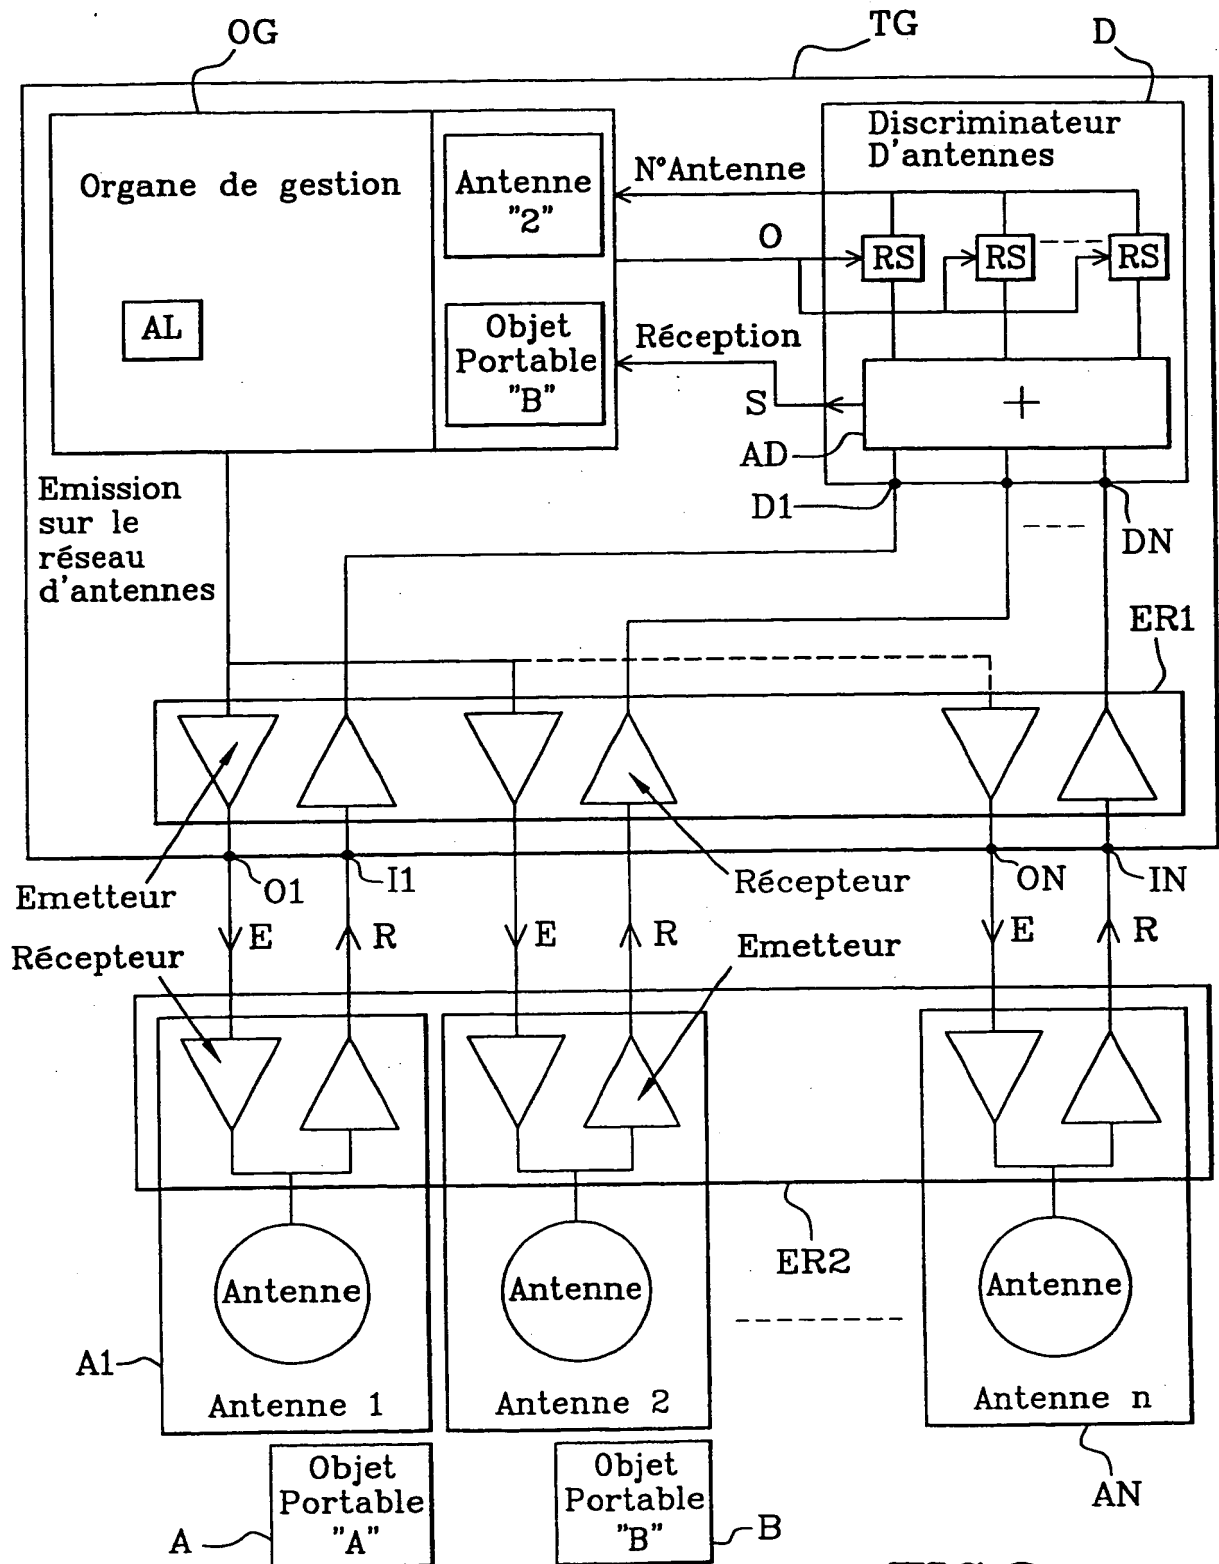 OG
TG
D
Discriminateur
D'antennes
Organe de gestion
Antenne
"2"
N°Antenne
O
RS
RS
RS
AL
Objet
Portable
"B"
Réception
S
+
AD
D1
DN
Emission
sur le
réseau
d'antennes
ER1
Emetteur
O1
I1
Récepteur
ON
IN
Récepteur
E
R
E
R
Emetteur
E
R
ER2
Antenne
Antenne
Antenne
A1
Antenne 1
Antenne 2
Antenne n
AN
Objet
Portable
"A"
A
Objet
Portable
"B"
B